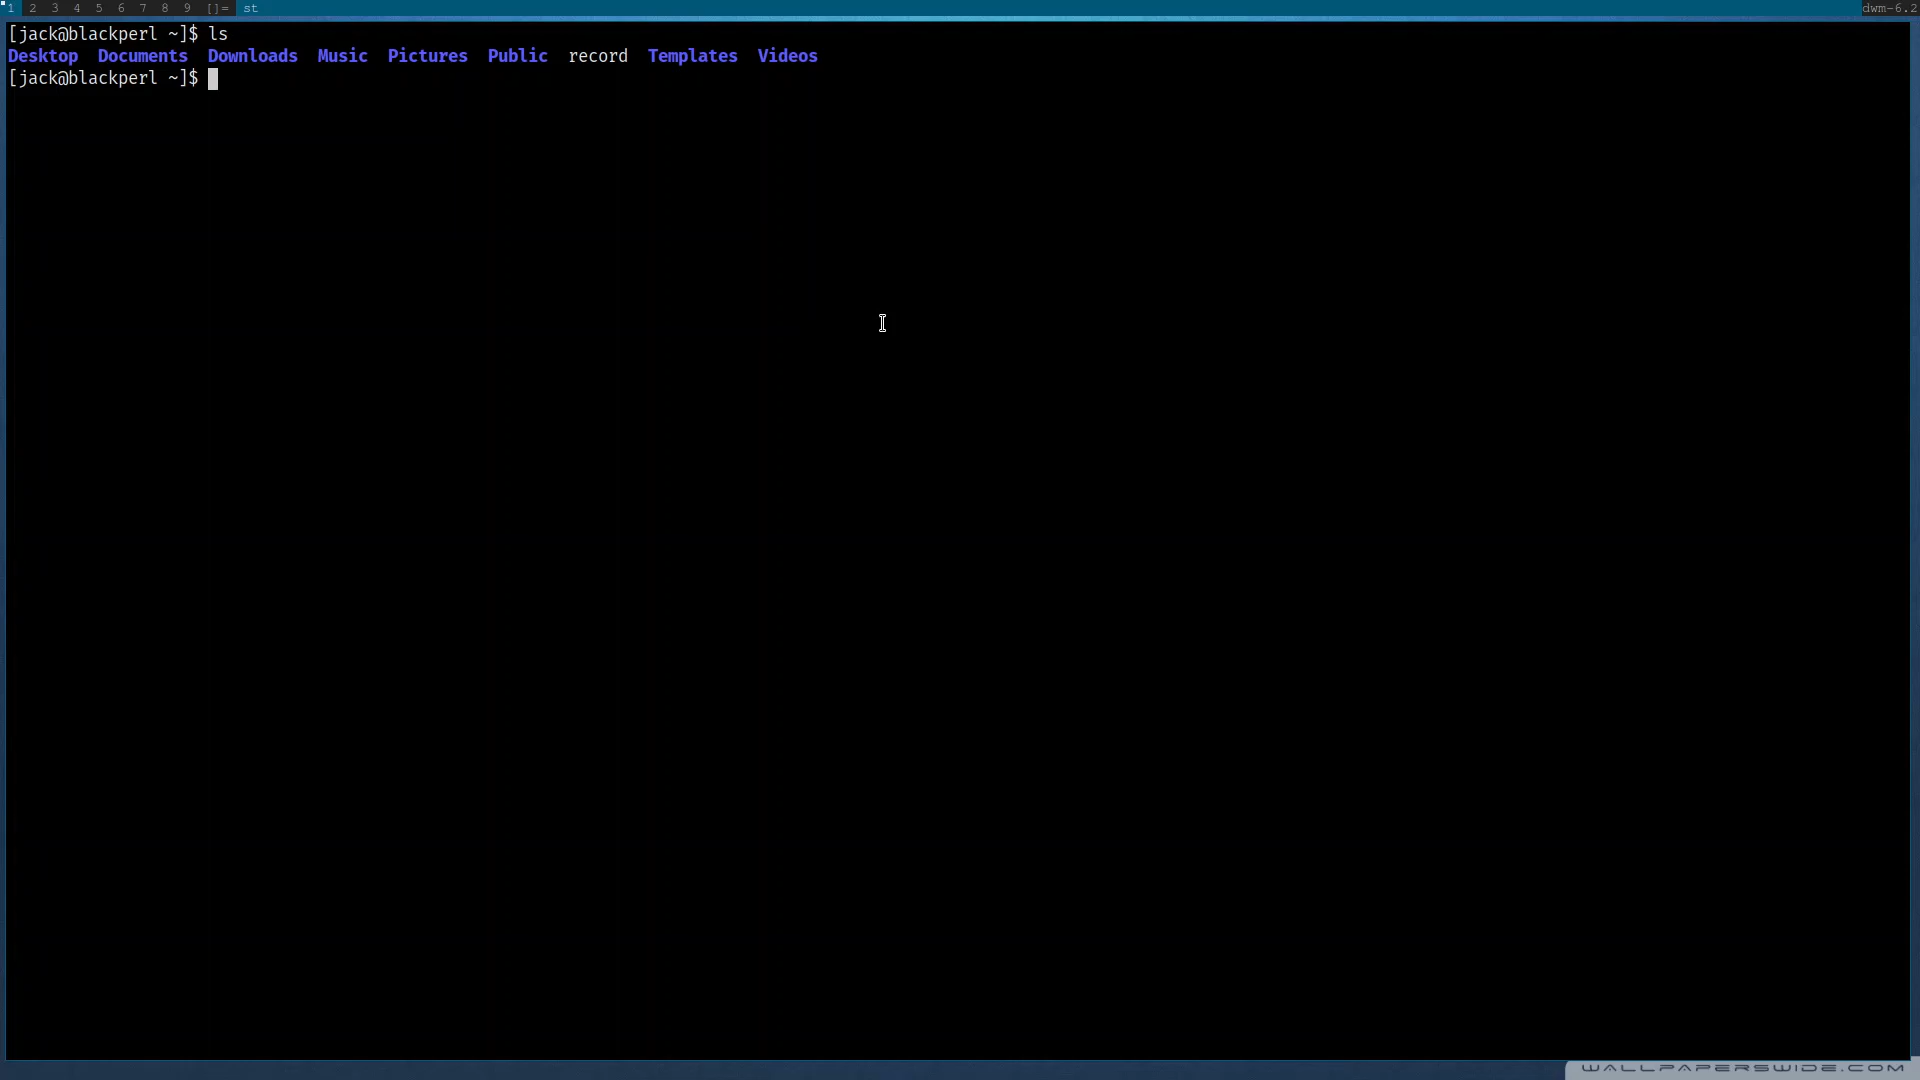 1 2 3 4 5 6 7 8 9 []= st dwm-6.2
[jack@blackperl ~]$ ls
Desktop Documents Downloads Music Pictures Public record Templates Videos
[jack@blackperl ~]$
WALLPAPERSWIDE.COM